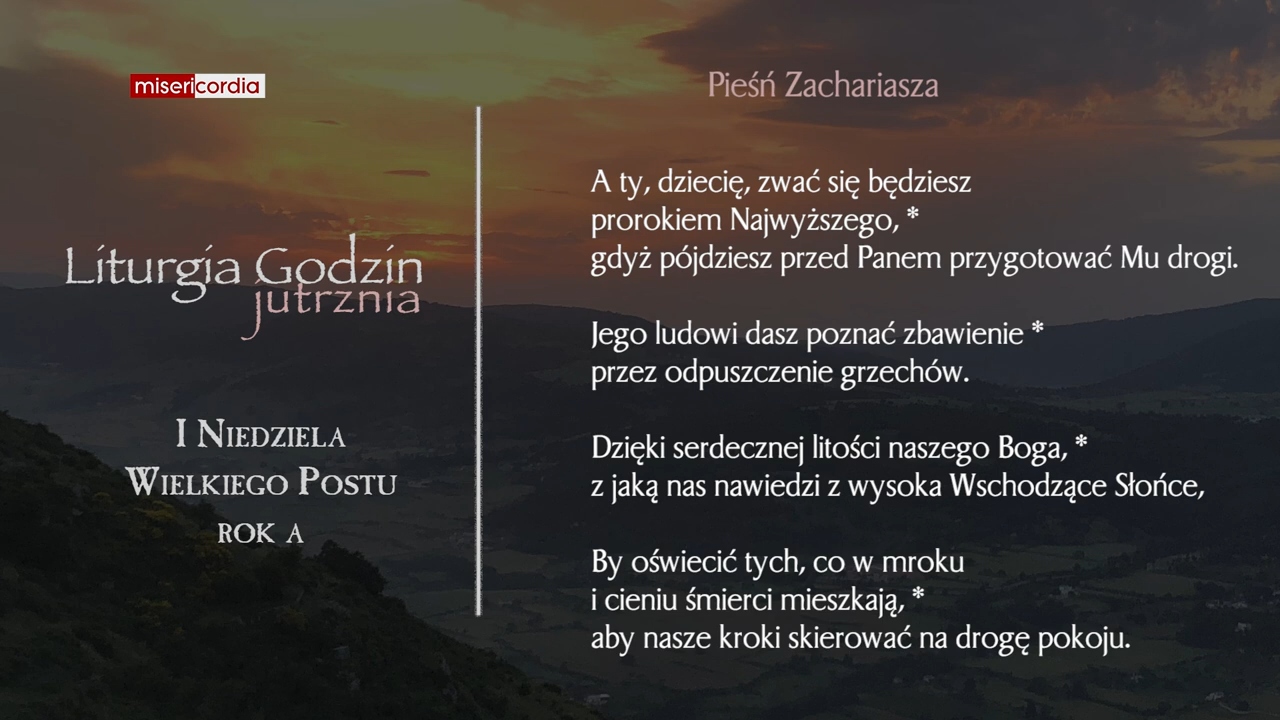 misericordia
Liturgia Godzin
jutrznia
I Niedziela
Wielkiego Postu
rok A
Pieśń Zachariasza
A ty, dziecię, zwać się będziesz
prorokiem Najwyższego, *
gdyż pójdziesz przed Panem przygotować Mu drogi.
Jego ludowi dasz poznać zbawienie *
przez odpuszczenie grzechów.
Dzięki serdecznej litości naszego Boga, *
z jaką nas nawiedzi z wysoka Wschodzące Słońce,
By oświecić tych, co w mroku
i cieniu śmierci mieszkają, *
aby nasze kroki skierować na drogę pokoju.